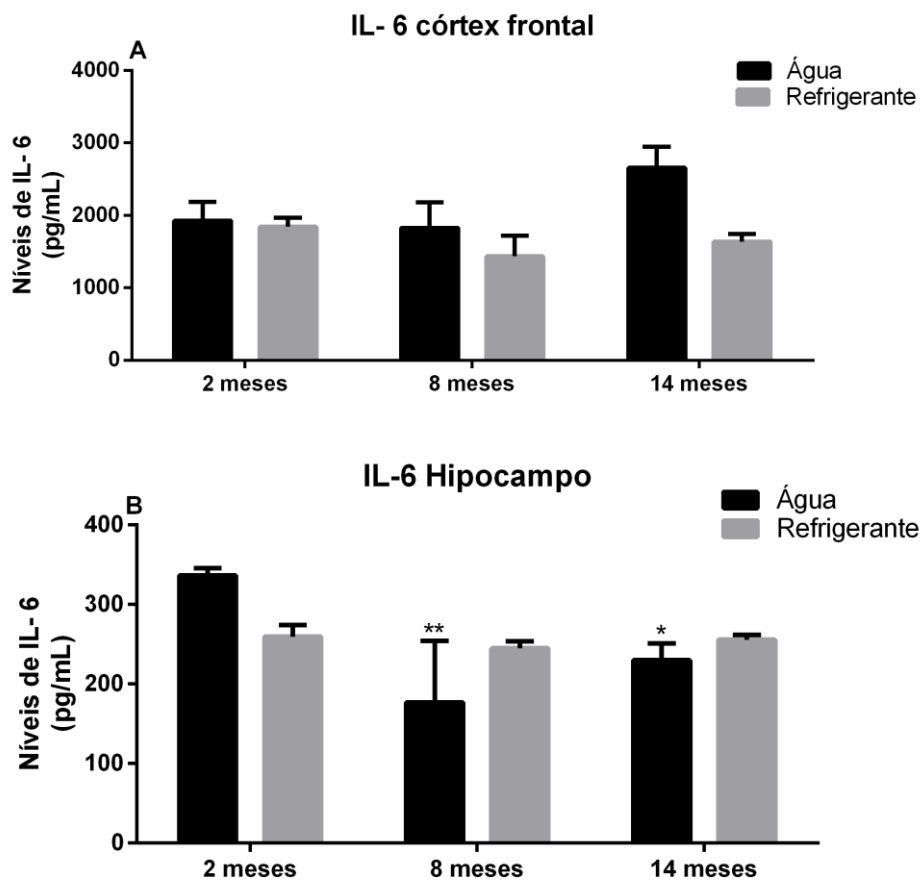 IL- 6 córtex frontal
A
Água
Refrigerante
Níveis de IL- 6
(pg/mL)
4000
3000
2000
1000
0
2 meses
8 meses
14 meses
IL-6 Hipocampo
B
Água
Refrigerante
Níveis de IL- 6
(pg/mL)
400
300
200
100
0
**
*
2 meses
8 meses
14 meses